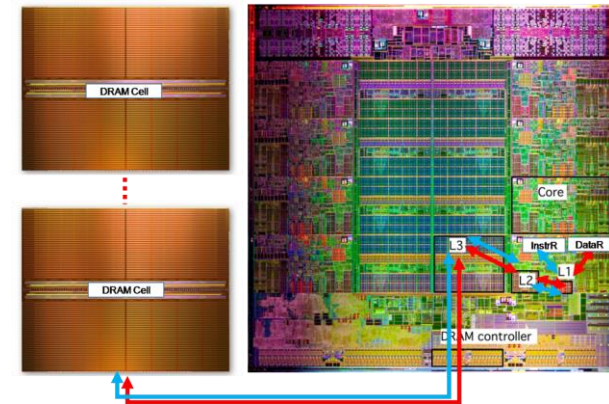 DRAM Cell
DRAM Cell
Core
L3
InstrR
DataR
L2
L1
DRAM controller